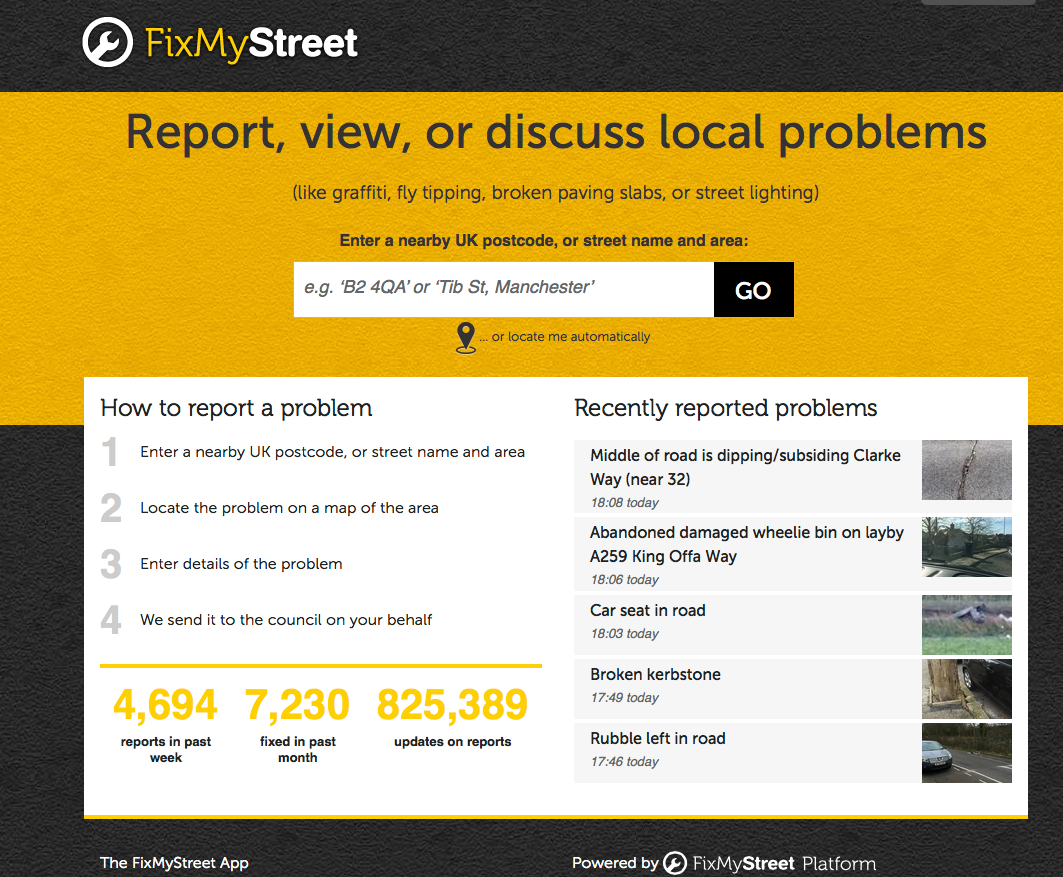 FixMyStreet
Report, view, or discuss local problems
(like graffiti, fly tipping, broken paving slabs, or street lighting)
Enter a nearby UK postcode, or street name and area:
e.g. ‘B2 4QA’ or ‘Tib St, Manchester’
GO
... or locate me automatically
How to report a problem
1 Enter a nearby UK postcode, or street name and area
2 Locate the problem on a map of the area
3 Enter details of the problem
4 We send it to the council on your behalf
4,694
reports in past
week
7,230
fixed in past
month
825,389
updates on reports
Recently reported problems
Middle of road is dipping/subsiding Clarke
Way (near 32)
18:08 today
Abandoned damaged wheelie bin on layby
A259 King Offa Way
18:06 today
Car seat in road
18:03 today
Broken kerbstone
17:49 today
Rubble left in road
17:46 today
The FixMyStreet App
Powered by FixMyStreet Platform